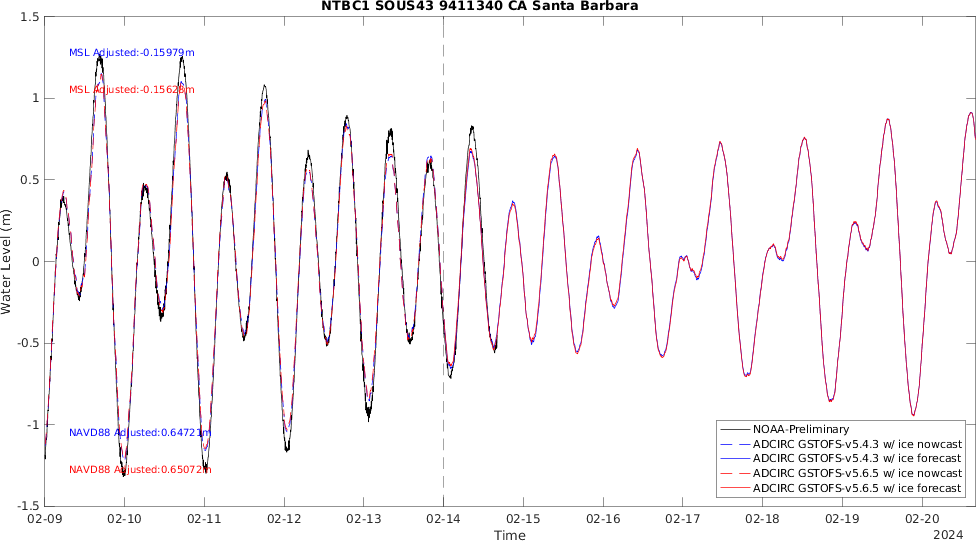 NTBC1 SOUS43 9411340 CA Santa Barbara
1.5
1
0.5
0
-0.5
-1
-1.5
Water Level (m)
MSL Adjusted:-0.15979m
MSL Adjusted:-0.15628m
NAVD88 Adjusted:0.64721m
NAVD88 Adjusted:0.65072m
NOAA-Preliminary
ADCIRC GSTOFS-v5.4.3 w/ ice nowcast
ADCIRC GSTOFS-v5.4.3 w/ ice forecast
ADCIRC GSTOFS-v5.6.5 w/ ice nowcast
ADCIRC GSTOFS-v5.6.5 w/ ice forecast
02-09 02-10 02-11 02-12 02-13 02-14 02-15 02-16 02-17 02-18 02-19 02-20
Time
2024